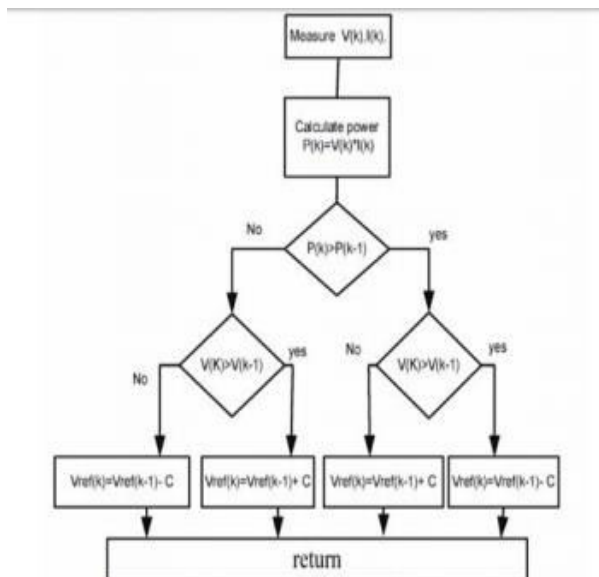 Measure V(k),I(k),
Calculate power
P(k)=V(k)*I(k)
No
P(k)>P(k-1)
yes
No
V(K)>V(k-1)
yes
No
V(K)>V(k-1)
yes
Vref(k)=Vref(k-1)- C
Vref(k)=Vref(k-1)+ C
Vref(k)=Vref(k-1)+ C
Vref(k)=Vref(k-1)- C
return